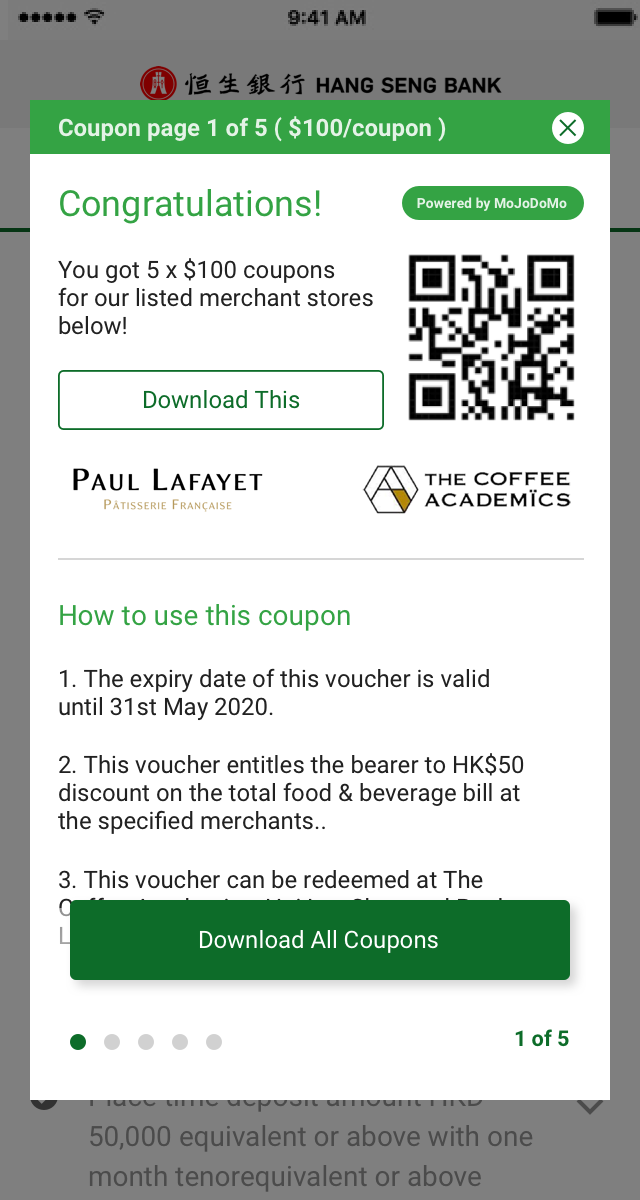 9:41 AM
恒生銀行 HANG SENG BANK
Coupon page 1 of 5 ( $100/coupon )
Congratulations!
Powered by MoJoDoMo
You got 5 x $100 coupons
for our listed merchant stores
below!
Download This
PAUL LAFAYET
PÂTISSERIE FRANÇAISE
THE COFFEE
ACADEMÏCS
How to use this coupon
1. The expiry date of this voucher is valid
until 31st May 2020.
2. This voucher entitles the bearer to HK$50
discount on the total food & beverage bill at
the specified merchants..
3. This voucher can be redeemed at The
Download All Coupons
1 of 5
Place time deposit amount HKD
50,000 equivalent or above with one
month tenorequivalent or above